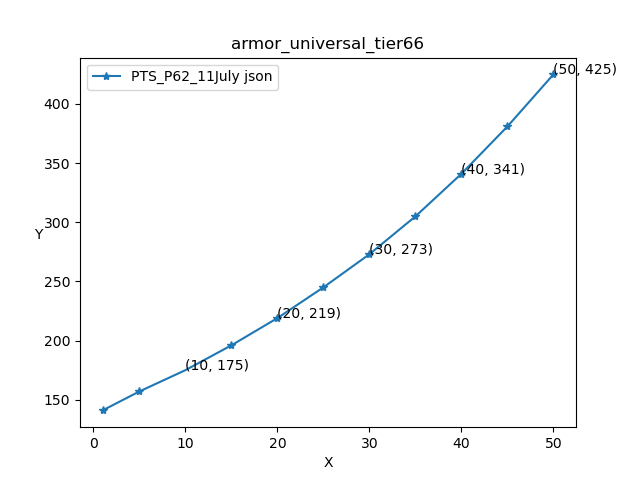 armor_universal_tier66
PTS_P62_11July json
(50, 425)
(40, 341)
(30, 273)
(20, 219)
(10, 175)
Y
400
350
300
250
200
150
0 10 20 30 40 50
X